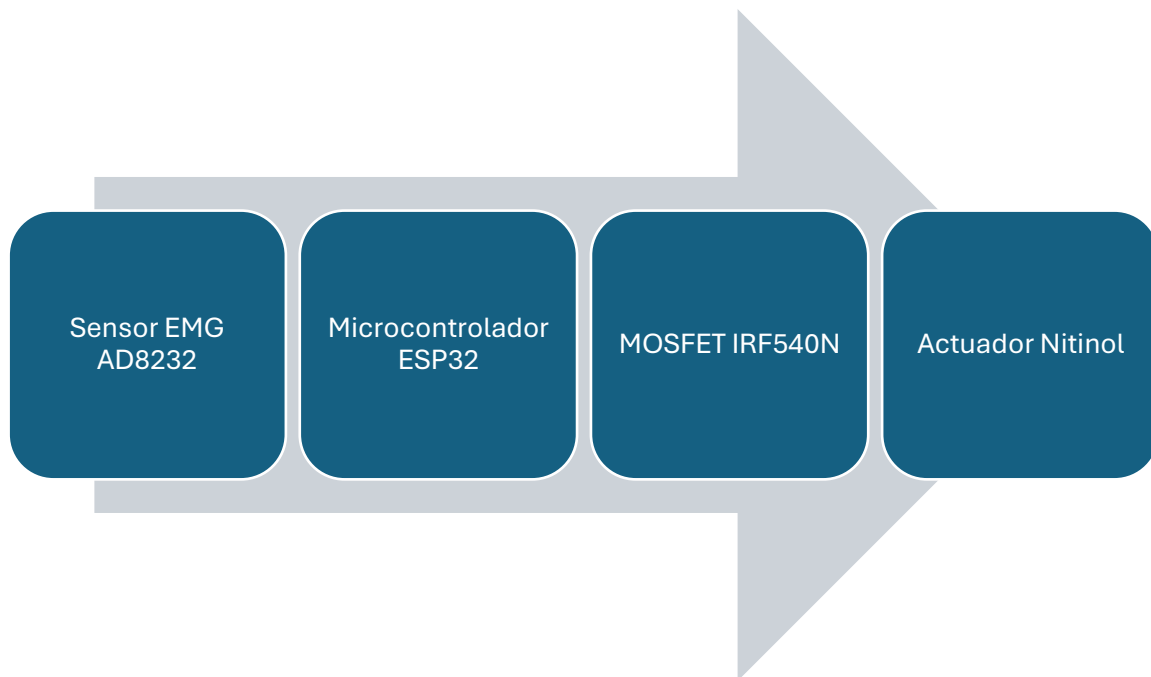 Sensor EMG
AD8232
Microcontrolador
ESP32
MOSFET IRF540N
Actuador Nitinol